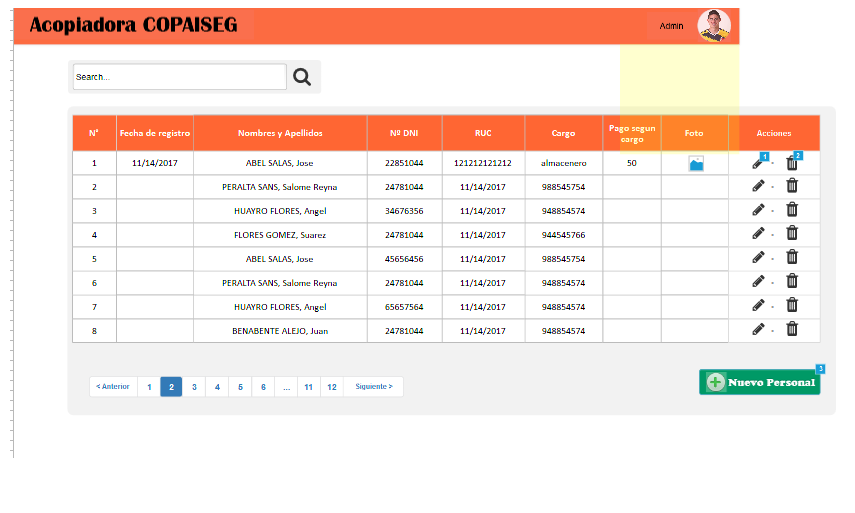 Acopiadora COPAISEG
Admin
Search...
N° Fecha de registro Nombres y Apellidos Nº DNI RUC Cargo Pago segun cargo Foto Acciones
1 11/14/2017 ABEL SALAS, Jose 22851044 121212121212 almacenero 50 1 - 2
2 PERALTA SANS, Salome Reyna 24781044 11/14/2017 988545754 -
3 HUAYRO FLORES, Angel 34676356 11/14/2017 948854574 -
4 FLORES GOMEZ, Suarez 24781044 11/14/2017 944545766 -
5 ABEL SALAS, Jose 45656456 11/14/2017 988545754 -
6 PERALTA SANS, Salome Reyna 24781044 11/14/2017 948854574 -
7 HUAYRO FLORES, Angel 65657564 11/14/2017 948854574 -
8 BENABENTE ALEJO, Juan 24781044 11/14/2017 948854574 -
< Anterior 1 2 3 4 5 6 ... 11 12 Siguiente >
Nuevo Personal 3